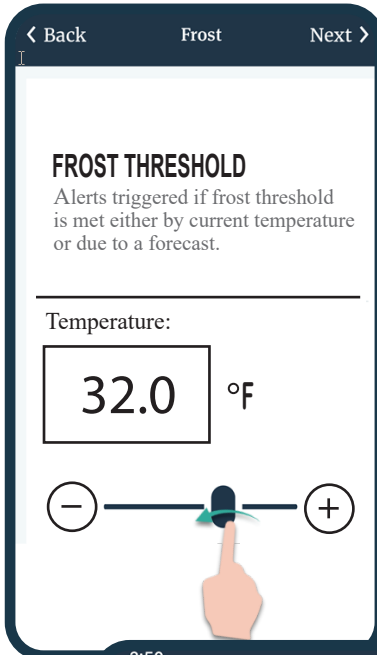 Back Frost Next
FROST THRESHOLD
Alerts triggered if frost threshold
is met either by current temperature
or due to a forecast.
Temperature:
32.0 °F
− +